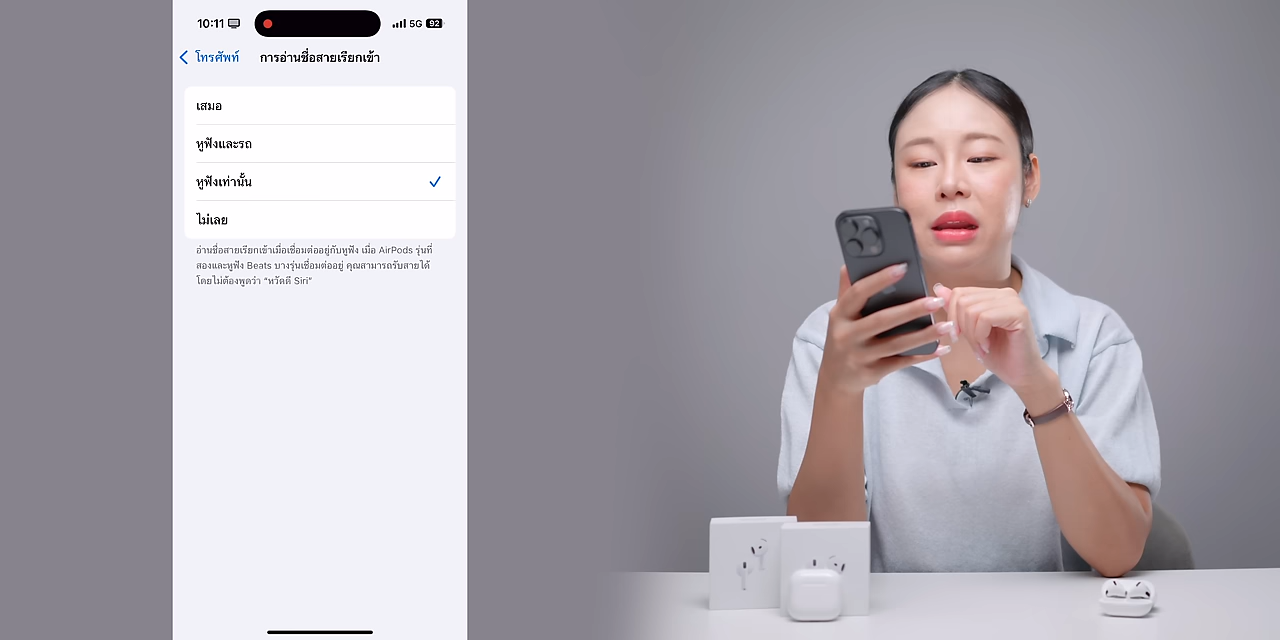 10:11
5G 92
โทรศัพท์
การอ่านชื่อสายเรียกเข้า
เสมอ
หูฟังและรถ
หูฟังเท่านั้น
ไม่เลย
อ่านชื่อสายเรียกเข้าเมื่อเชื่อมต่ออยู่กับหูฟัง เมื่อ AirPods รุ่นที่
สองและหูฟัง Beats บางรุ่นเชื่อมต่ออยู่ คุณสามารถรับสายได้
โดยไม่ต้องพูดว่า “หวัดดี Siri”